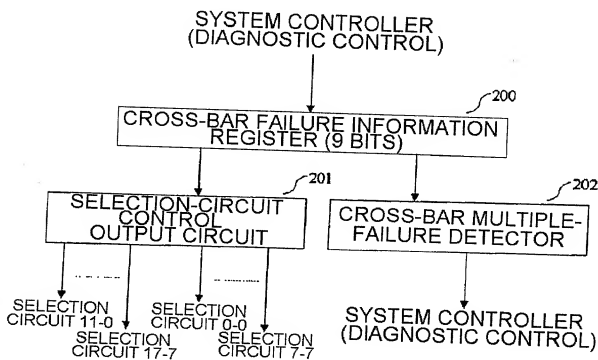 SYSTEM CONTROLLER
(DIAGNOSTIC CONTROL)
200
CROSS-BAR FAILURE INFORMATION
REGISTER (9 BITS)
201
SELECTION-CIRCUIT
CONTROL
OUTPUT CIRCUIT
202
CROSS-BAR MULTIPLE-
FAILURE DETECTOR
SELECTION
CIRCUIT 11-0
SELECTION
CIRCUIT 17-7
SELECTION
CIRCUIT 0-0
SELECTION
CIRCUIT 7-7
SYSTEM CONTROLLER
(DIAGNOSTIC CONTROL)